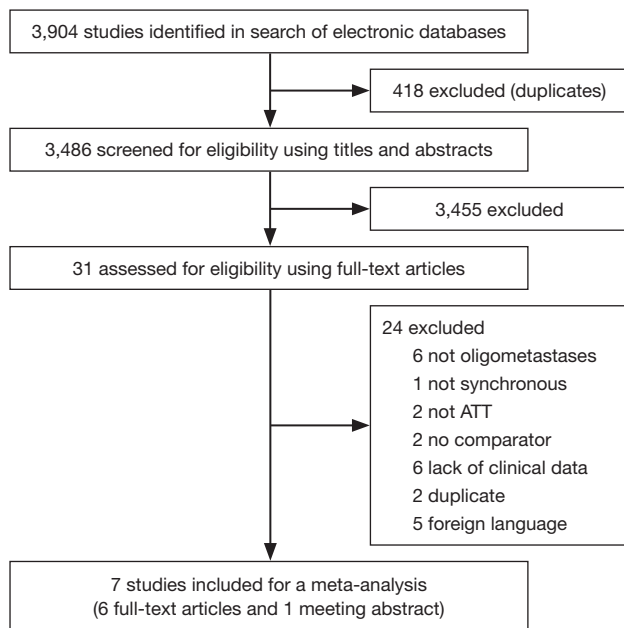 3,904 studies identified in search of electronic databases
418 excluded (duplicates)
3,486 screened for eligibility using titles and abstracts
3,455 excluded
31 assessed for eligibility using full-text articles
24 excluded
6 not oligometastases
1 not synchronous
2 not ATT
2 no comparator
6 lack of clinical data
2 duplicate
5 foreign language
7 studies included for a meta-analysis
(6 full-text articles and 1 meeting abstract)